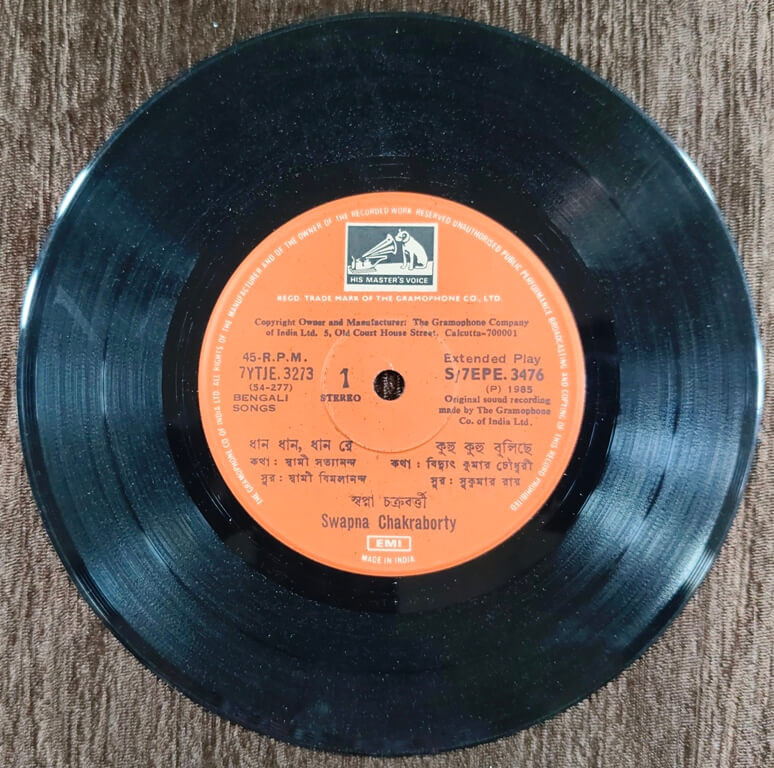 THE GRAMOPHONE CO OF INDIA LTD. ALL RIGHTS OF THE MANUFACTURER AND OF THE OWNER OF THE RECORDED WORK RESERVED UNAUTHORISED PUBLIC PERFORMANCE BROADCASTING AND COPYING OF THIS RECORD PROHIBITED
HIS MASTER'S VOICE
REGD. TRADE MARK OF THE GRAMOPHONE CO., LTD.
Copyright Owner and Manufacturer: The Gramophone Company
of India Ltd. 5, Old Court House Street, Calcutta-700001
45-R.P.M.
7YTJE. 3273
(54-277)
BENGALI
SONGS
1
STEREO
Extended Play
S/7EPE. 3476
(P) 1985
Original sound recording
made by The Gramophone
Co. of India Ltd.
ধান ধান, ধান রে
কথা : স্বামী সত্যানন্দ
সুর : স্বামী বিমলানন্দ
কুহু কুহু বুলিছে
কথা : বিদ্যুৎ কুমার চৌধুরী
সুর : সুকুমার রায়
স্বপ্না চক্রবর্ত্তী
Swapna Chakraborty
EMI
MADE IN INDIA